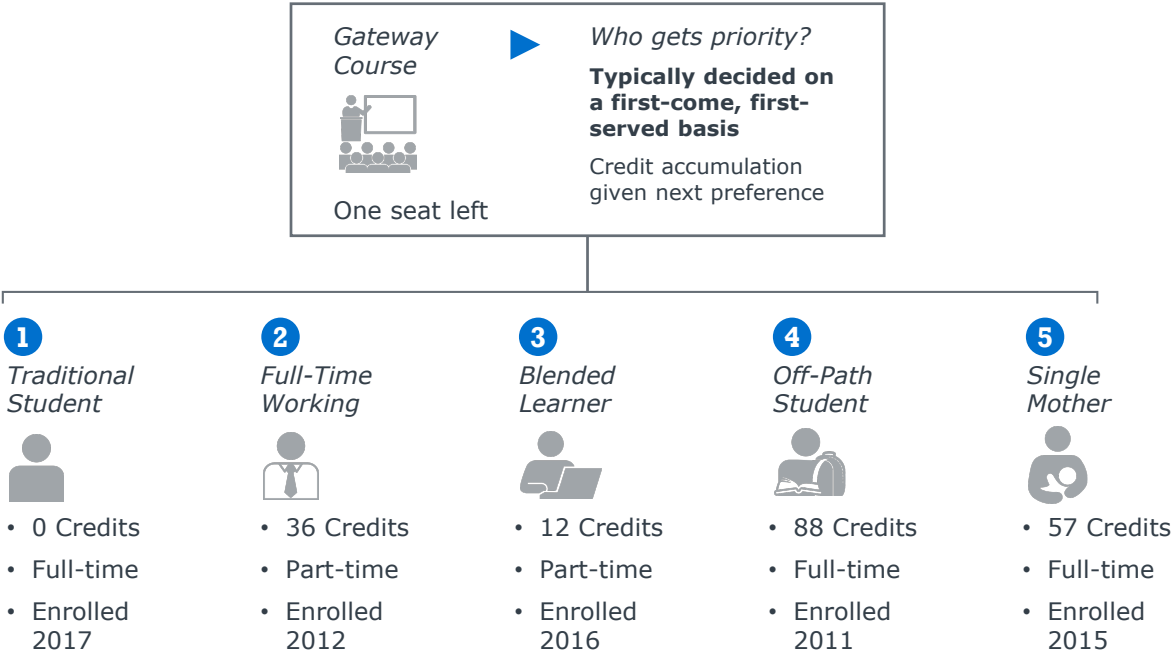 Gateway
Course
One seat left
Who gets priority?
Typically decided on
a first-come, first-
served basis
Credit accumulation
given next preference
1
Traditional
Student
• 0 Credits
• Full-time
• Enrolled
2017
2
Full-Time
Working
• 36 Credits
• Part-time
• Enrolled
2012
3
Blended
Learner
• 12 Credits
• Part-time
• Enrolled
2016
4
Off-Path
Student
• 88 Credits
• Full-time
• Enrolled
2011
5
Single
Mother
• 57 Credits
• Full-time
• Enrolled
2015